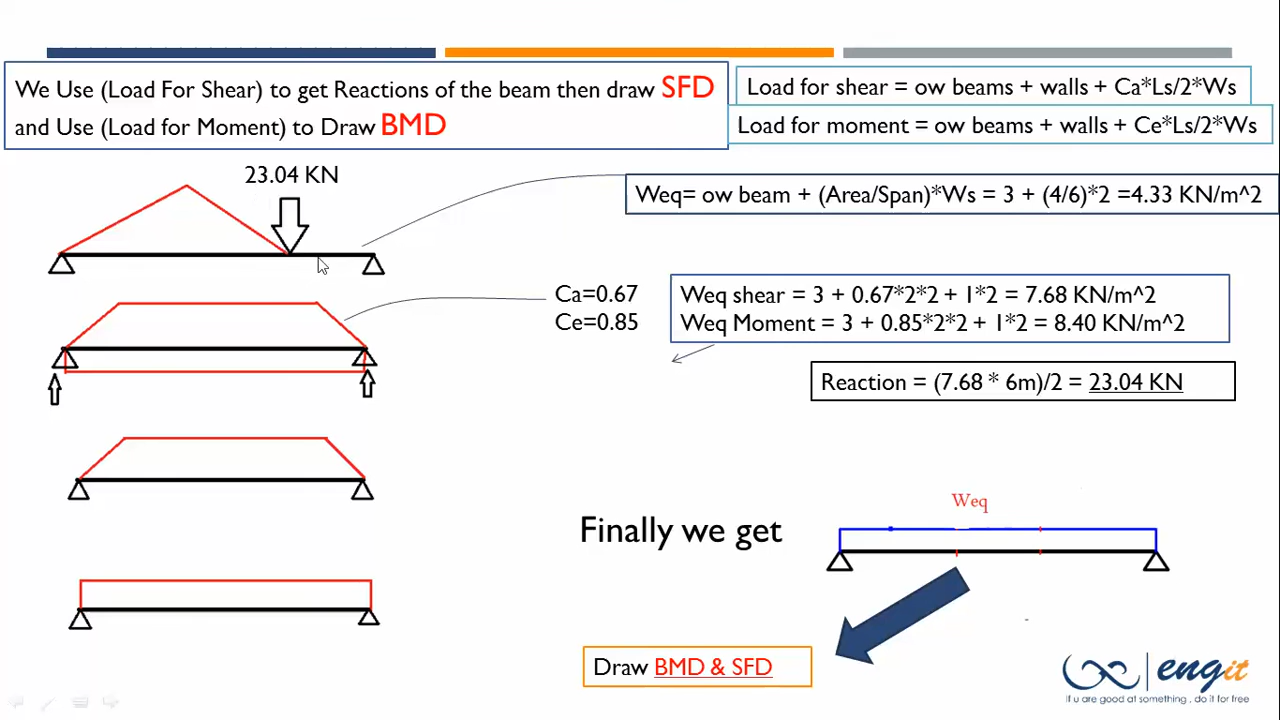 We Use (Load For Shear) to get Reactions of the beam then draw SFD
and Use (Load for Moment) to Draw BMD
Load for shear = ow beams + walls + Ca*Ls/2*Ws
Load for moment = ow beams + walls + Ce*Ls/2*Ws
23.04 KN
Weq= ow beam + (Area/Span)*Ws = 3 + (4/6)*2 =4.33 KN/m^2
Ca=0.67
Ce=0.85
Weq shear = 3 + 0.67*2*2 + 1*2 = 7.68 KN/m^2
Weq Moment = 3 + 0.85*2*2 + 1*2 = 8.40 KN/m^2
Reaction = (7.68 * 6m)/2 = 23.04 KN
Finally we get
Weq
Draw BMD & SFD
engit
if u are good at something , do it for free